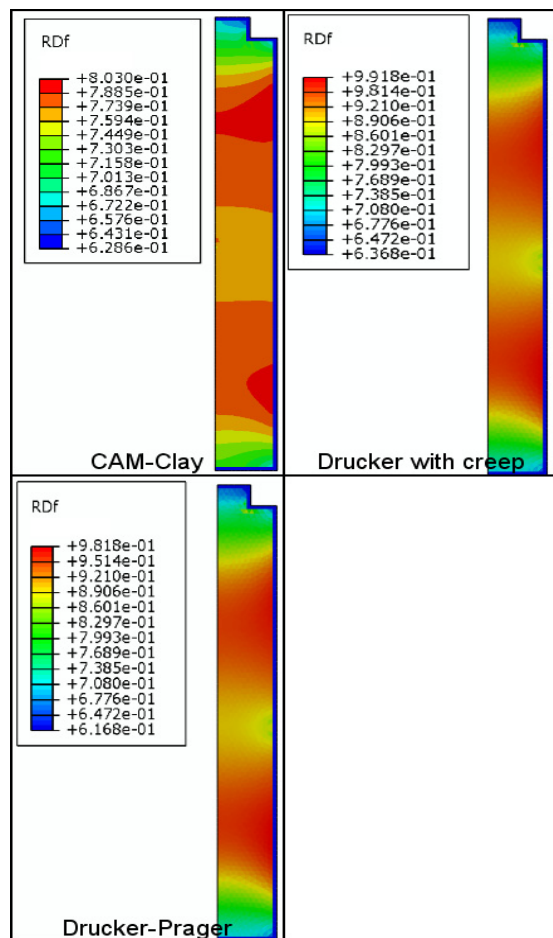 RDf
+8.030e-01
+7.885e-01
+7.739e-01
+7.594e-01
+7.449e-01
+7.303e-01
+7.158e-01
+7.013e-01
+6.867e-01
+6.722e-01
+6.576e-01
+6.431e-01
+6.286e-01
CAM-Clay
RDf
+9.918e-01
+9.814e-01
+9.210e-01
+8.906e-01
+8.601e-01
+8.297e-01
+7.993e-01
+7.689e-01
+7.385e-01
+7.080e-01
+6.776e-01
+6.472e-01
+6.368e-01
Drucker with creep
RDf
+9.818e-01
+9.514e-01
+9.210e-01
+8.906e-01
+8.601e-01
+8.297e-01
+7.993e-01
+7.689e-01
+7.385e-01
+7.080e-01
+6.776e-01
+6.472e-01
+6.168e-01
Drucker-Prager